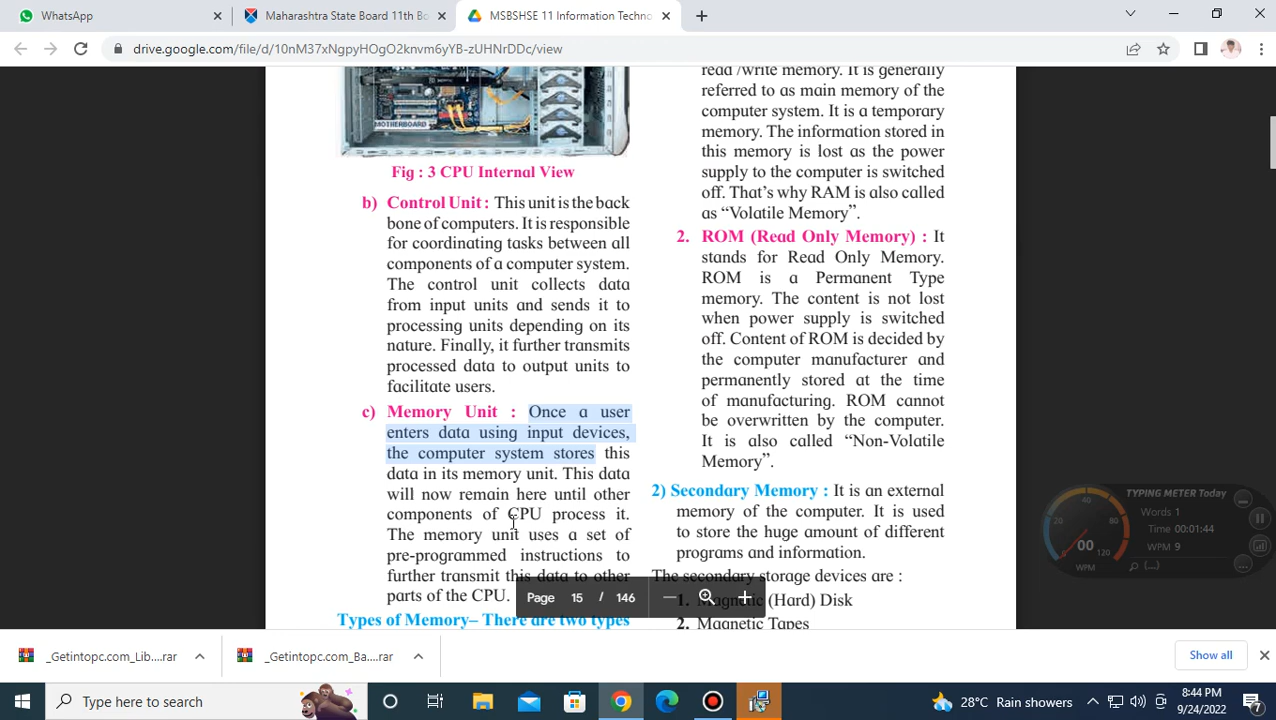 WhatsApp
Maharashtra State Board 11th Bo
MSBSHSE 11 Information Techno
drive.google.com/file/d/10nM37xNgpyHOgO2knvm6yYB-zUHNrDDc/view
MOTHERBOARD
Fig : 3 CPU Internal View
b) Control Unit : This unit is the back
bone of computers. It is responsible
for coordinating tasks between all
components of a computer system.
The control unit collects data
from input units and sends it to
processing units depending on its
nature. Finally, it further transmits
processed data to output units to
facilitate users.
c) Memory Unit : Once a user
enters data using input devices,
the computer system stores this
data in its memory unit. This data
will now remain here until other
components of CPU process it.
The memory unit uses a set of
pre-programmed instructions to
further transmit this data to other
parts of the CPU.
Types of Memory– There are two types
read /write memory. It is generally
referred to as main memory of the
computer system. It is a temporary
memory. The information stored in
this memory is lost as the power
supply to the computer is switched
off. That's why RAM is also called
as “Volatile Memory”.
2. ROM (Read Only Memory) : It
stands for Read Only Memory.
ROM is a Permanent Type
memory. The content is not lost
when power supply is switched
off. Content of ROM is decided by
the computer manufacturer and
permanently stored at the time
of manufacturing. ROM cannot
be overwritten by the computer.
It is also called “Non-Volatile
Memory”.
2) Secondary Memory : It is an external
memory of the computer. It is used
to store the huge amount of different
programs and information.
The secondary storage devices are :
1. Magnetic (Hard) Disk
2. Magnetic Tapes
Page 15 / 146
TYPING METER Today
Words 1
Time 00:01:44
WPM 9
(...)
20 40 60 80 100 120
00
WPM
_Getintopc.com_Lib....rar
_Getintopc.com_Ba....rar
Show all
Type here to search
28°C Rain showers
8:44 PM
9/24/2022
7